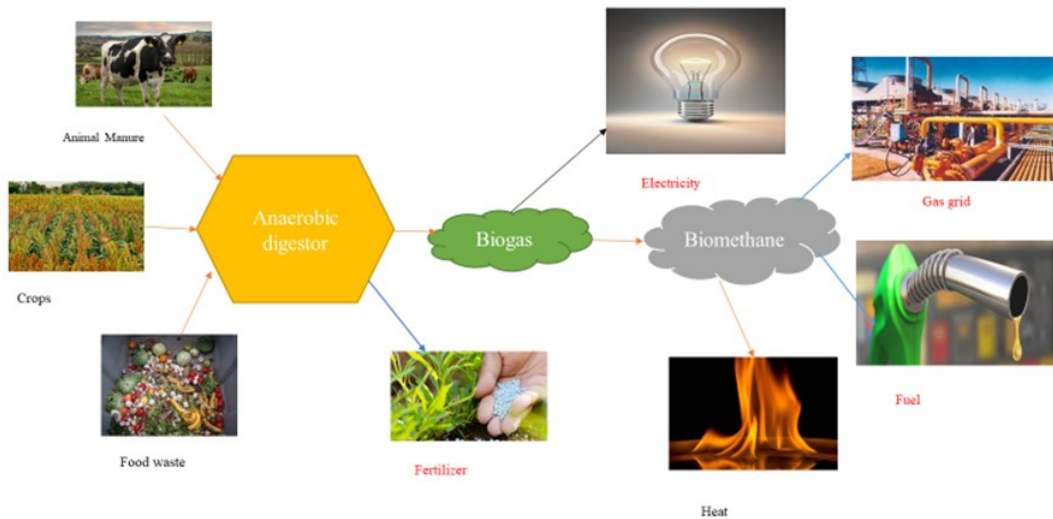 Animal Manure
Crops
Food waste
Anaerobic
digestor
Biogas
Fertilizer
Electricity
Biomethane
Heat
Gas grid
Fuel